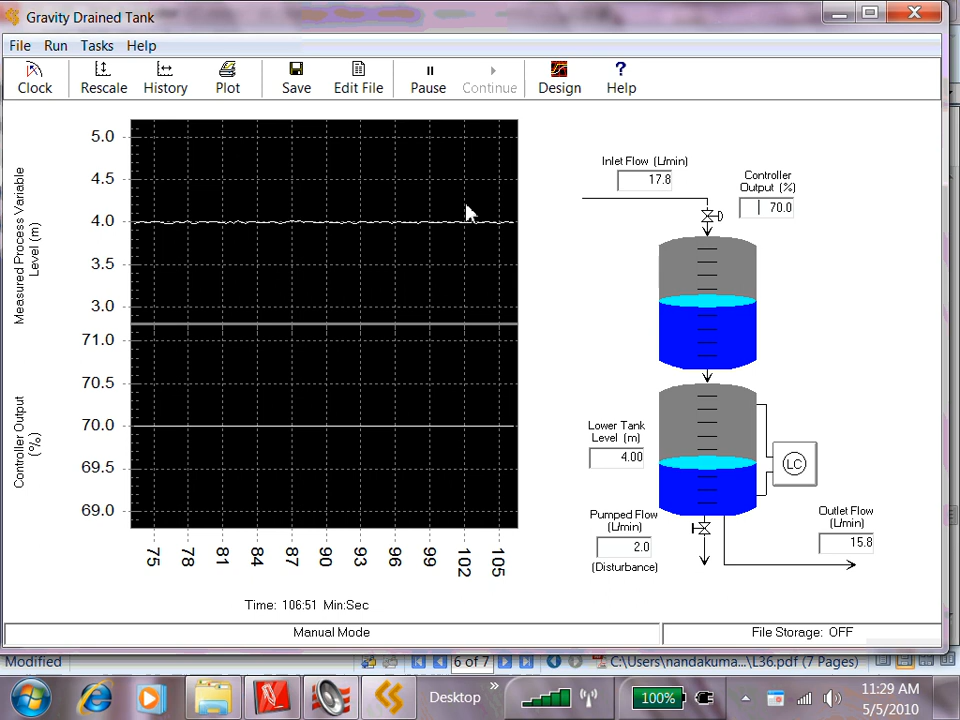 Gravity Drained Tank
File Run Tasks Help
Clock Rescale History Plot Save Edit File Pause Continue Design Help
Measured Process Variable
Level (m)
5.0
4.5
4.0
3.5
3.0
Controller Output
(%)
71.0
70.5
70.0
69.5
69.0
75 78 81 84 87 90 93 96 99 102 105
Time: 106:51 Min:Sec
Inlet Flow (L/min)
17.8
Controller
Output (%)
70.0
Lower Tank
Level (m)
4.00
LC
Pumped Flow
(L/min)
2.0
(Disturbance)
Outlet Flow
(L/min)
15.8
Manual Mode
File Storage: OFF
Modified
6 of 7
C:\Users\nandakuma...\L36.pdf (7 Pages)
Desktop
»
100%
11:29 AM
5/5/2010